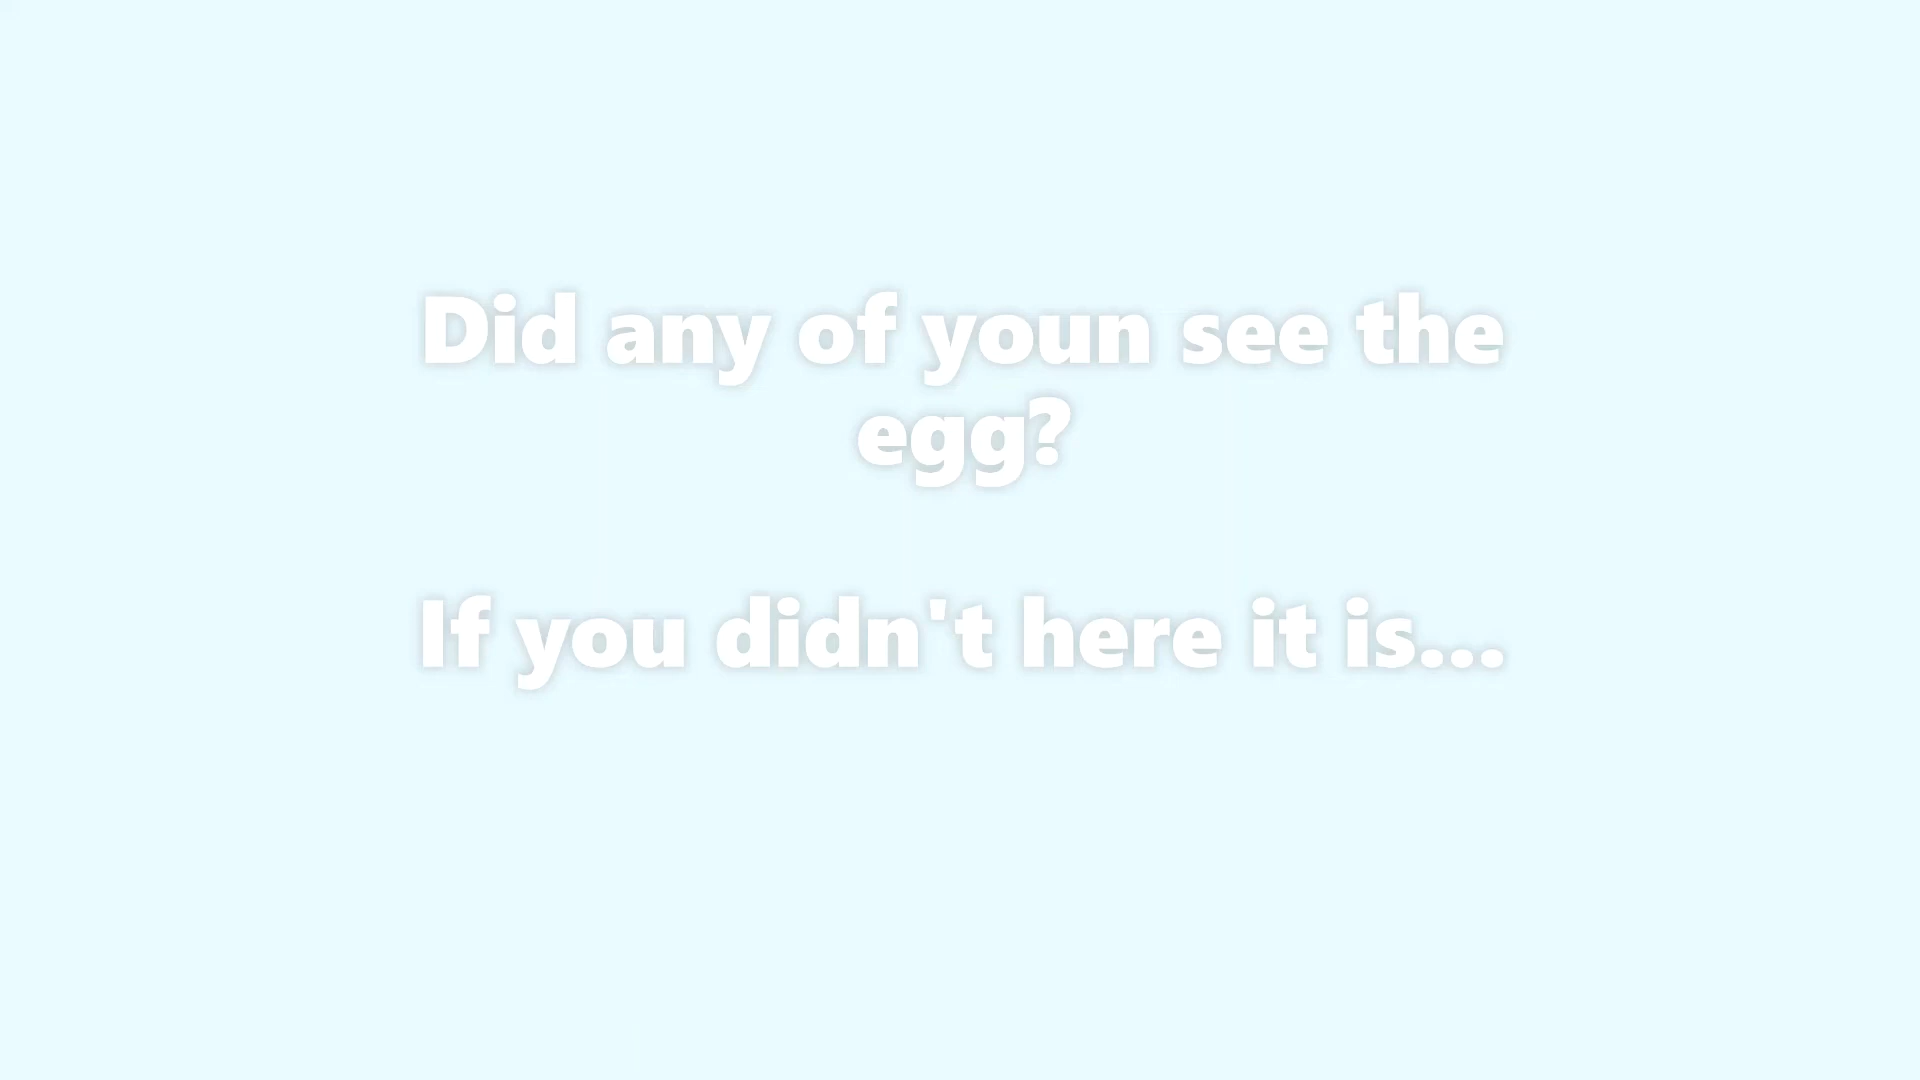 Did any of youn see the
egg?
If you didn't here it is...